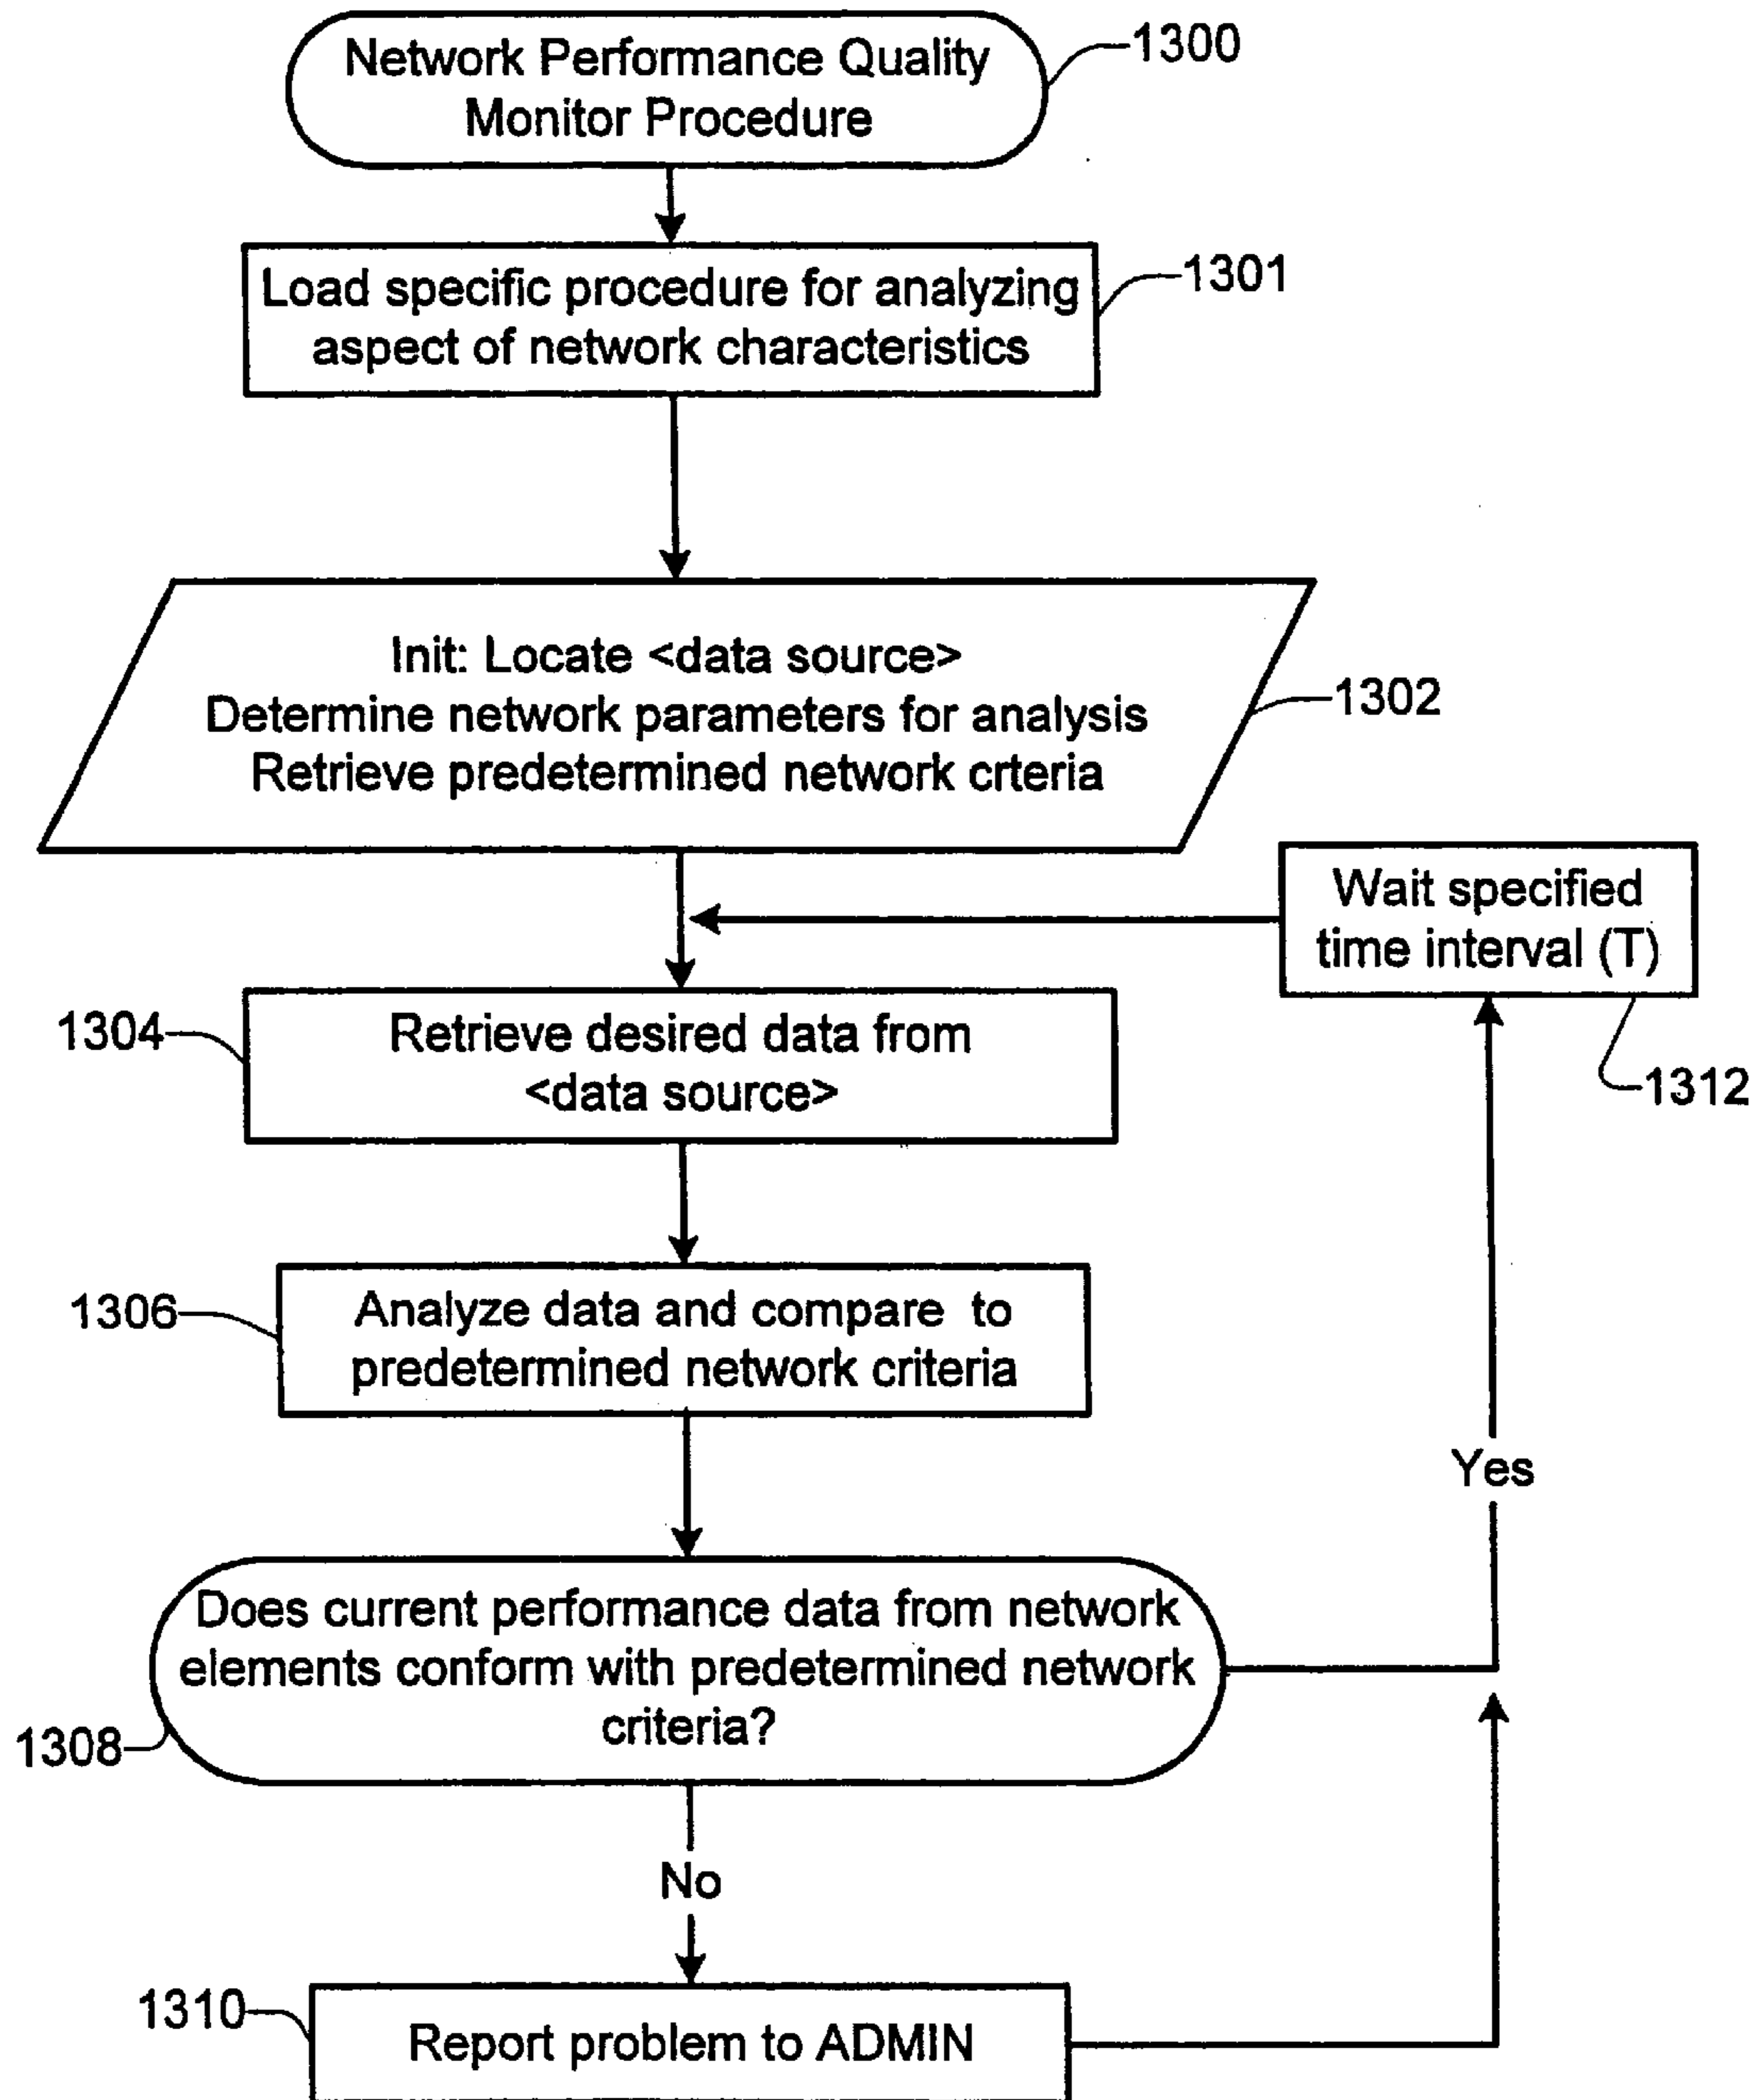 Network Performance Quality
Monitor Procedure
1300
Load specific procedure for analyzing
aspect of network characteristics
1301
Init: Locate <data source>
Determine network parameters for analysis
Retrieve predetermined network crteria
1302
Wait specified
time interval (T)
1312
1304
Retrieve desired data from
<data source>
1306
Analyze data and compare to
predetermined network criteria
Yes
Does current performance data from network
elements conform with predetermined network
criteria?
1308
No
1310
Report problem to ADMIN